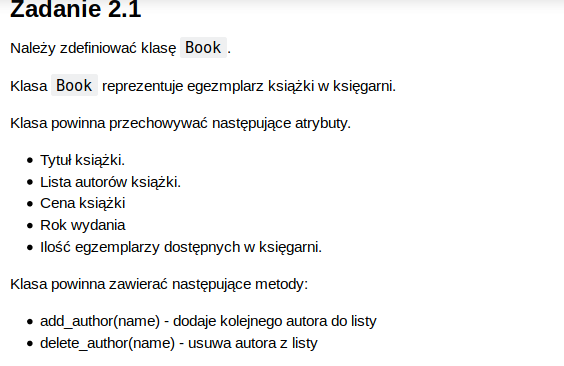 Zadanie 2.1
Należy zdefiniować klasę Book.
Klasa Book reprezentuje egezmplarz książki w księgarni.
Klasa powinna przechowywać następujące atrybuty.
• Tytuł książki.
• Lista autorów książki.
• Cena książki
• Rok wydania
• Ilość egzemplarzy dostępnych w księgarni.
Klasa powinna zawierać następujące metody:
• add_author(name) - dodaje kolejnego autora do listy
• delete_author(name) - usuwa autora z listy